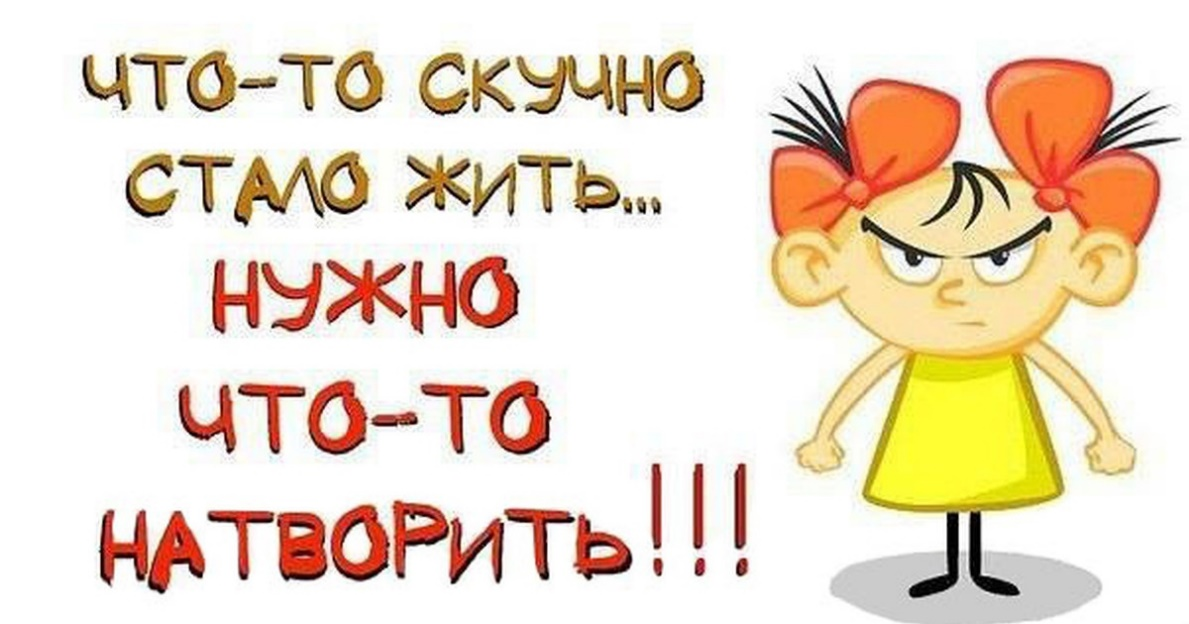 ЧТО-ТО СКУЧНО
СТАЛО ЖИТЬ...
НУЖНО
ЧТО-ТО
НАТВОРИТЬ!!!